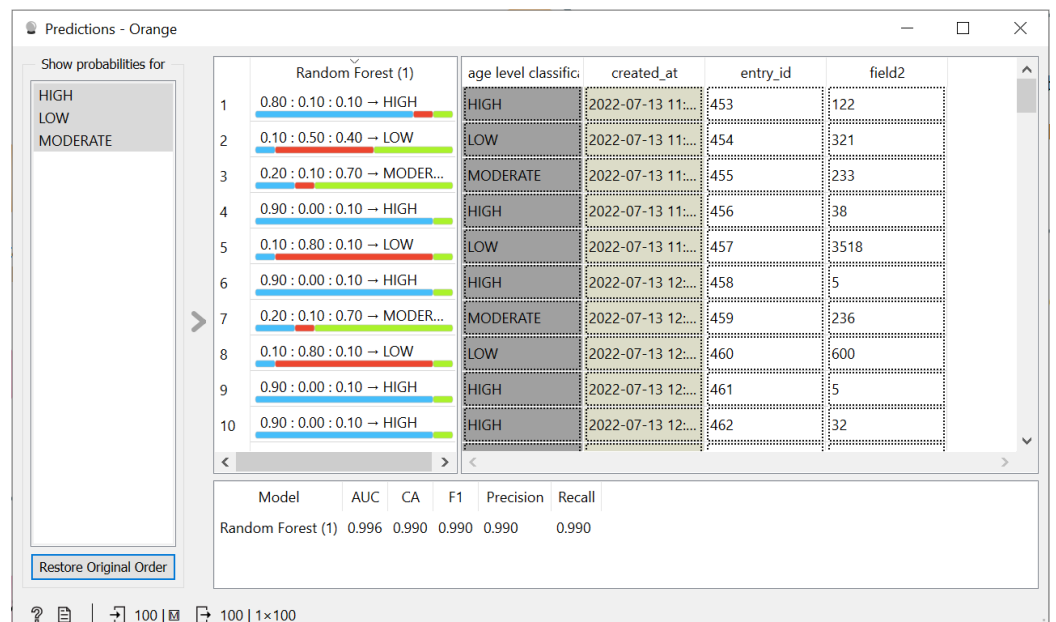 Predictions - Orange
Show probabilities for
HIGH
LOW
MODERATE
Restore Original Order
Random Forest (1) age level classifica created_at entry_id field2
1 0.80 : 0.10 : 0.10 → HIGH HIGH 2022-07-13 11:... 453 122
2 0.10 : 0.50 : 0.40 → LOW LOW 2022-07-13 11:... 454 321
3 0.20 : 0.10 : 0.70 → MODER... MODERATE 2022-07-13 11:... 455 233
4 0.90 : 0.00 : 0.10 → HIGH HIGH 2022-07-13 11:... 456 38
5 0.10 : 0.80 : 0.10 → LOW LOW 2022-07-13 11:... 457 3518
6 0.90 : 0.00 : 0.10 → HIGH HIGH 2022-07-13 12:... 458 5
7 0.20 : 0.10 : 0.70 → MODER... MODERATE 2022-07-13 12:... 459 236
8 0.10 : 0.80 : 0.10 → LOW LOW 2022-07-13 12:... 460 600
9 0.90 : 0.00 : 0.10 → HIGH HIGH 2022-07-13 12:... 461 5
10 0.90 : 0.00 : 0.10 → HIGH HIGH 2022-07-13 12:... 462 32
Model AUC CA F1 Precision Recall
Random Forest (1) 0.996 0.990 0.990 0.990 0.990
? 100 | M 100 | 1×100